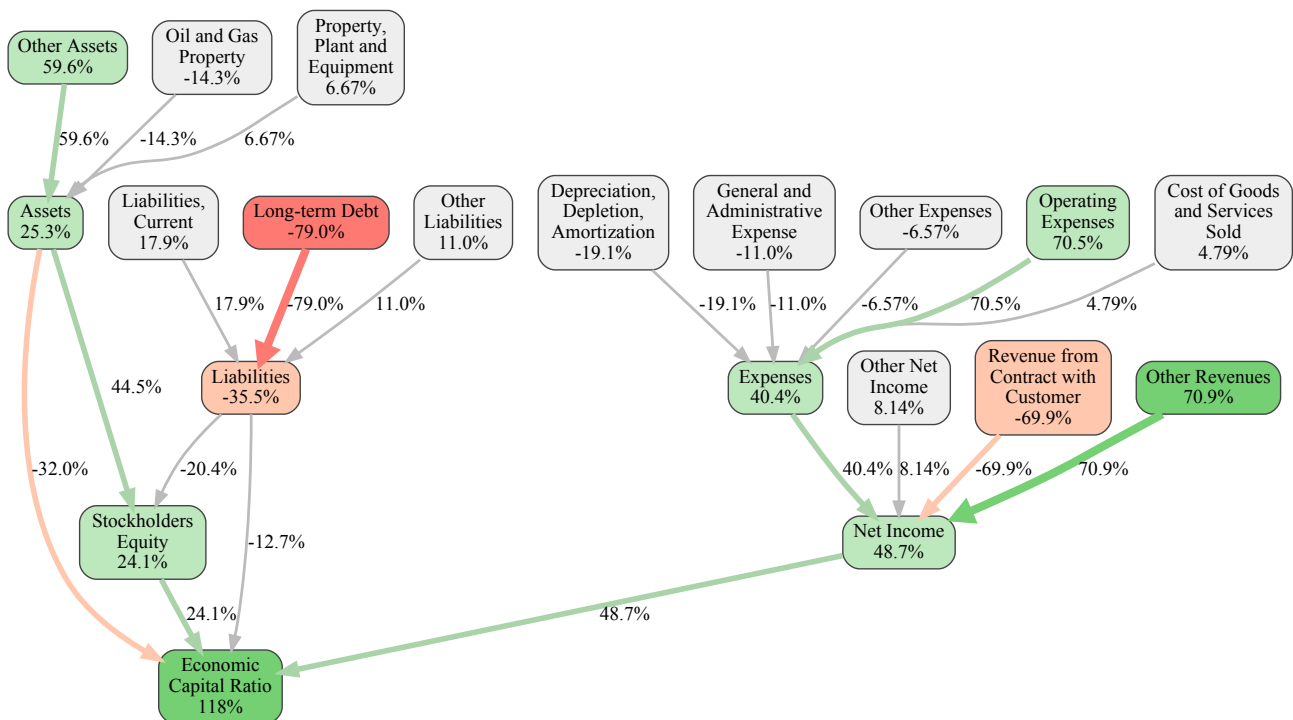 Other Assets
59.6%
Oil and Gas
Property
-14.3%
Property,
Plant and
Equipment
6.67%
59.6%
-14.3%
6.67%
Assets
25.3%
Liabilities,
Current
17.9%
Long-term Debt
-79.0%
Other
Liabilities
11.0%
Depreciation,
Depletion,
Amortization
-19.1%
General and
Administrative
Expense
-11.0%
Other Expenses
-6.57%
Operating
Expenses
70.5%
Cost of Goods
and Services
Sold
4.79%
17.9%
-79.0%
11.0%
-19.1%
-11.0%
-6.57%
70.5%
4.79%
Liabilities
-35.5%
Expenses
40.4%
Other Net
Income
8.14%
Revenue from
Contract with
Customer
-69.9%
Other Revenues
70.9%
44.5%
-32.0%
-20.4%
40.4%
8.14%
-69.9%
70.9%
Stockholders
Equity
24.1%
-12.7%
Net Income
48.7%
24.1%
48.7%
Economic
Capital Ratio
118%